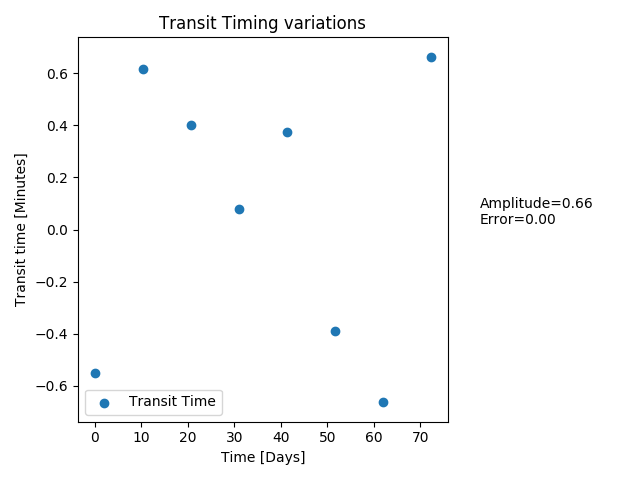 Transit Timing variations
0.6
0.4
0.2
0.0
−0.2
−0.4
−0.6
Transit time [Minutes]
Amplitude=0.66
Error=0.00
Transit Time
0 10 20 30 40 50 60 70
Time [Days]